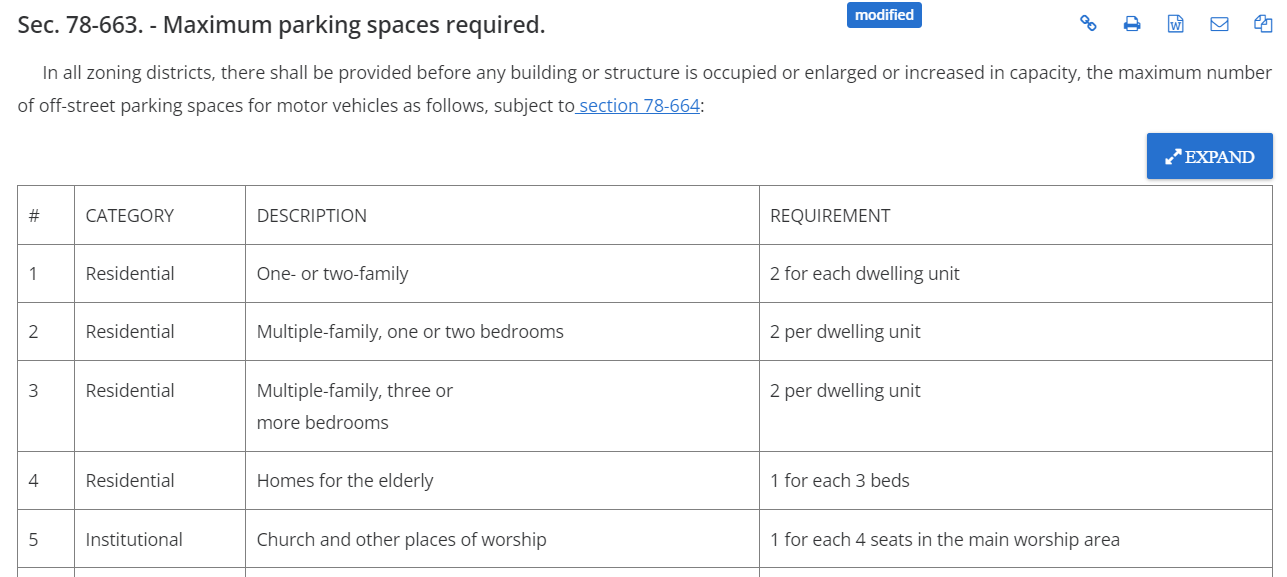 Sec. 78-663. - Maximum parking spaces required.
modified
In all zoning districts, there shall be provided before any building or structure is occupied or enlarged or increased in capacity, the maximum number
of off-street parking spaces for motor vehicles as follows, subject to section 78-664:
EXPAND
# CATEGORY DESCRIPTION REQUIREMENT
1 Residential One- or two-family 2 for each dwelling unit
2 Residential Multiple-family, one or two bedrooms 2 per dwelling unit
3 Residential Multiple-family, three or 2 per dwelling unit
more bedrooms
4 Residential Homes for the elderly 1 for each 3 beds
5 Institutional Church and other places of worship 1 for each 4 seats in the main worship area